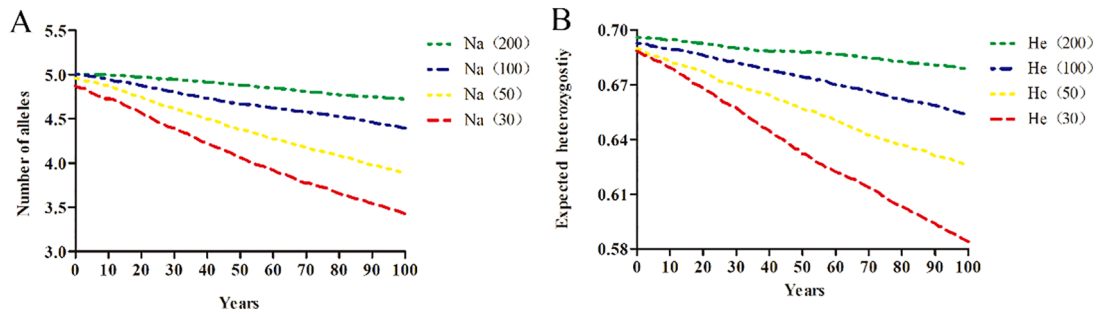 A
Number of alleles
5.5
5.0
4.5
4.0
3.5
3.0
0 10 20 30 40 50 60 70 80 90 100
Years
Na（200）
Na（100）
Na（50）
Na（30）
B
Expected heterozygostiy
0.70
0.67
0.64
0.61
0.58
0 10 20 30 40 50 60 70 80 90 100
Years
He（200）
He（100）
He（50）
He（30）